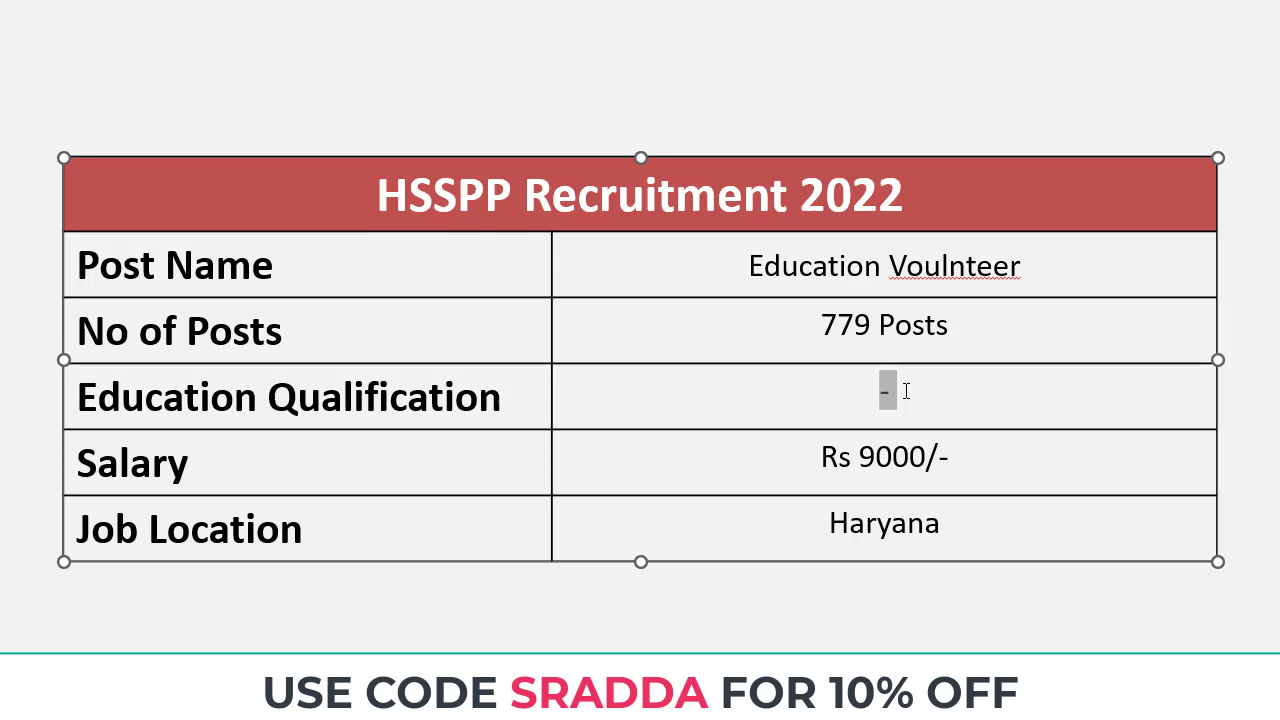 HSSPP Recruitment 2022
Post Name Education Voulnteer
No of Posts 779 Posts
Education Qualification -
Salary Rs 9000/-
Job Location Haryana
USE CODE SRADDA FOR 10% OFF